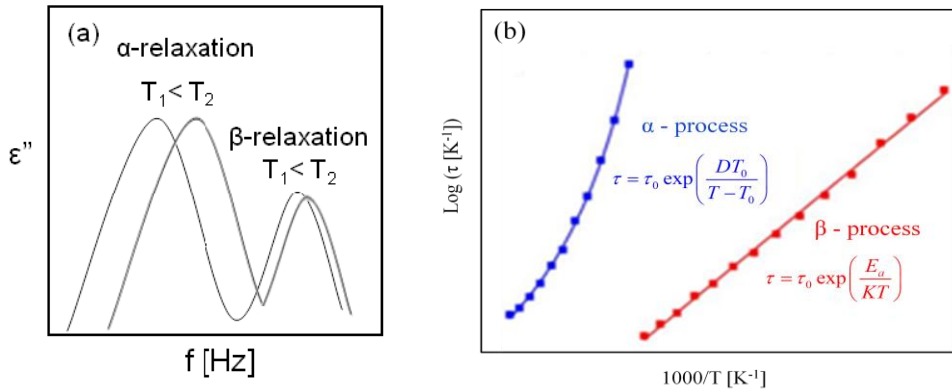 (a)
α-relaxation
T₁< T₂
β-relaxation
T₁< T₂
ε”
f [Hz]
(b)
Log (τ [K⁻¹])
α - process
τ = τ₀ exp(DT₀/(T − T₀))
β - process
τ = τ₀ exp(Eₐ/KT)
1000/T [K⁻¹]